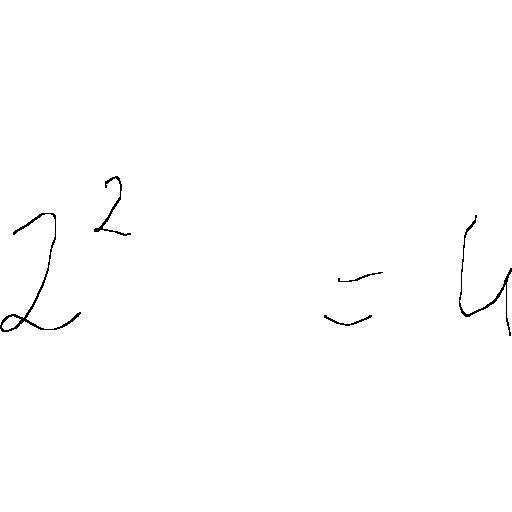 2² = 4